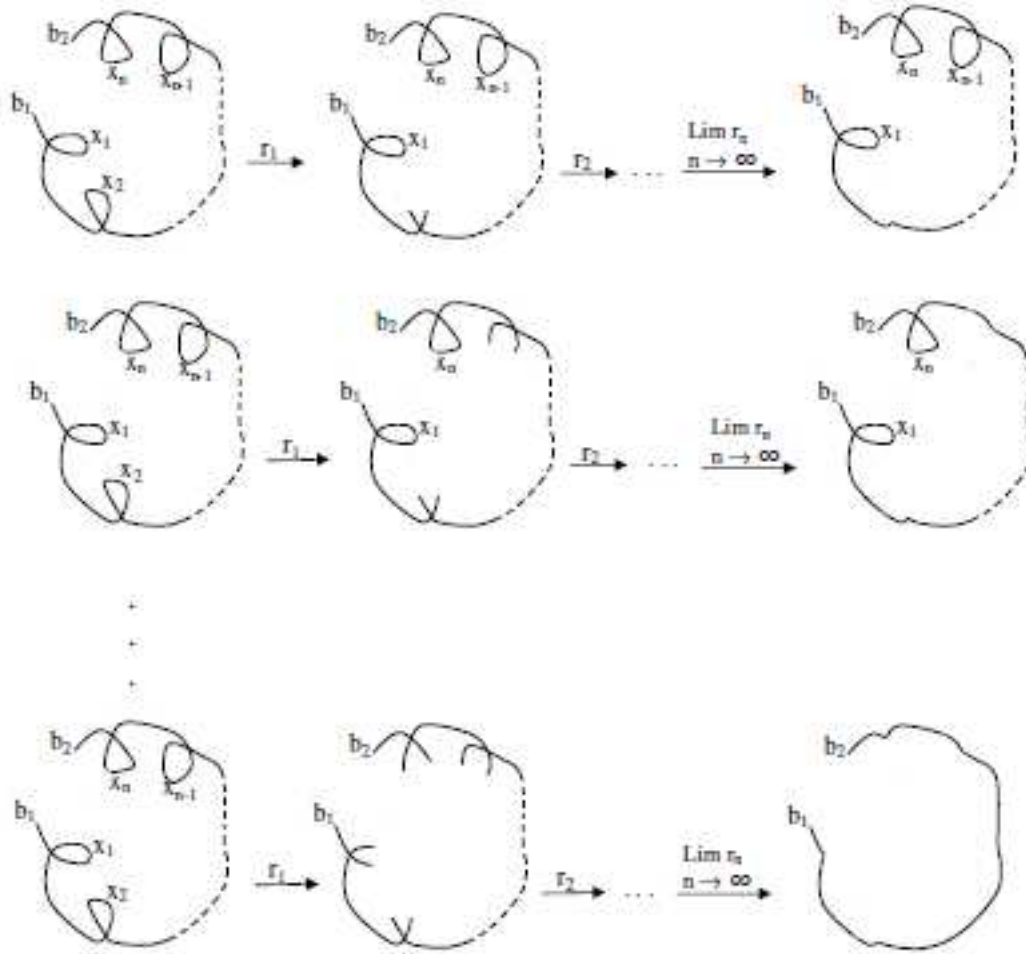 b₂ xₙ xₙ₋₁ b₂ xₙ xₙ₋₁ b₂ xₙ xₙ₋₁
b₁ x₁ x₂ r₁ b₁ x₁ r₂ . . . Lim rₙ n → ∞ b₁ x₁
b₂ xₙ xₙ₋₁ b₂ xₙ b₂ xₙ
b₁ x₁ x₂ r₁ b₁ x₁ r₂ . . . Lim rₙ n → ∞ b₁ x₁
b₂ xₙ xₙ₋₁ b₂ b₂
b₁ x₁ x₂ r₁ b₁ r₂ . . . Lim rₙ n → ∞ b₁